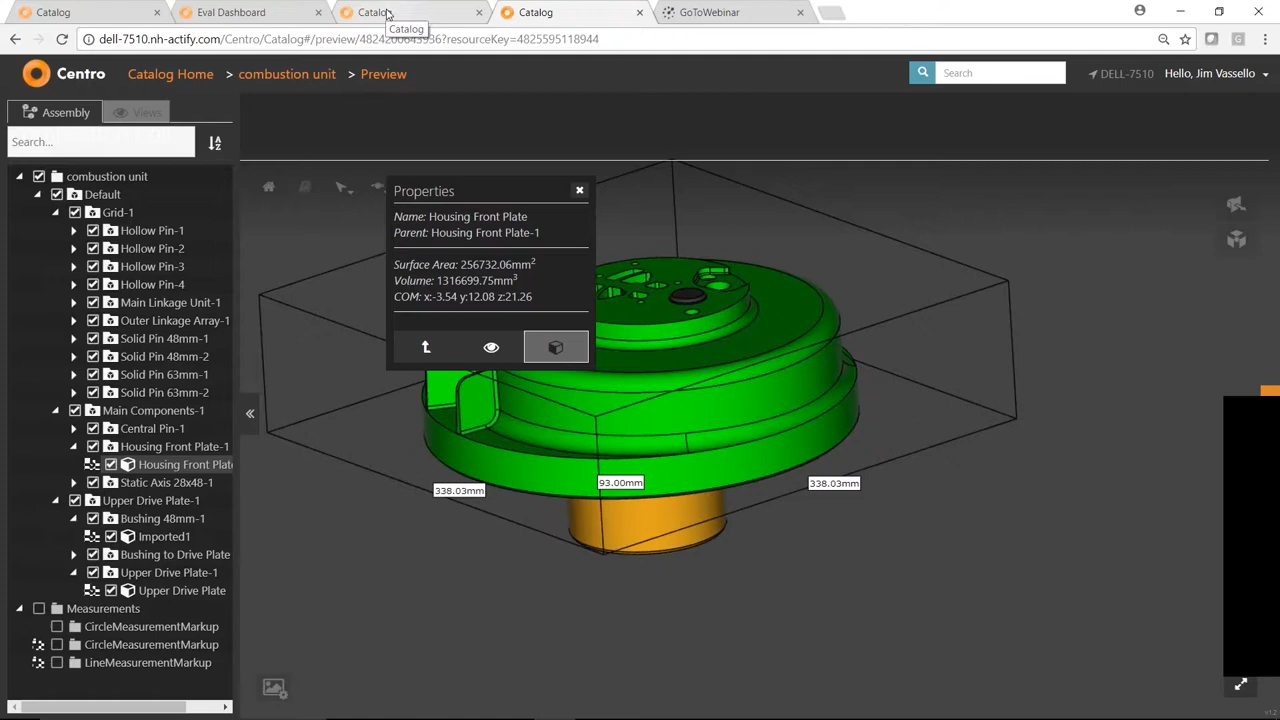 Catalog
Eval Dashboard
Catalog
Catalog
GoToWebinar
Catalog
dell-7510.nh-actify.com/Centro/Catalog#/preview/4824200643936?resourceKey=4825595118944
Centro
Catalog Home > combustion unit > Preview
Search
DELL-7510
Hello, Jim Vassello
Assembly
Views
Search...
combustion unit
Default
Grid-1
Hollow Pin-1
Hollow Pin-2
Hollow Pin-3
Hollow Pin-4
Main Linkage Unit-1
Outer Linkage Array-1
Solid Pin 48mm-1
Solid Pin 48mm-2
Solid Pin 63mm-1
Solid Pin 63mm-2
Main Components-1
Central Pin-1
Housing Front Plate-1
Housing Front Plate
Static Axis 28x48-1
Upper Drive Plate-1
Bushing 48mm-1
Imported1
Bushing to Drive Plate
Upper Drive Plate-1
Upper Drive Plate
Measurements
CircleMeasurementMarkup
CircleMeasurementMarkup
LineMeasurementMarkup
Properties
Name: Housing Front Plate
Parent: Housing Front Plate-1
Surface Area: 256732.06mm²
Volume: 1316699.75mm³
COM: x:-3.54 y:12.08 z:21.26
338.03mm
93.00mm
338.03mm